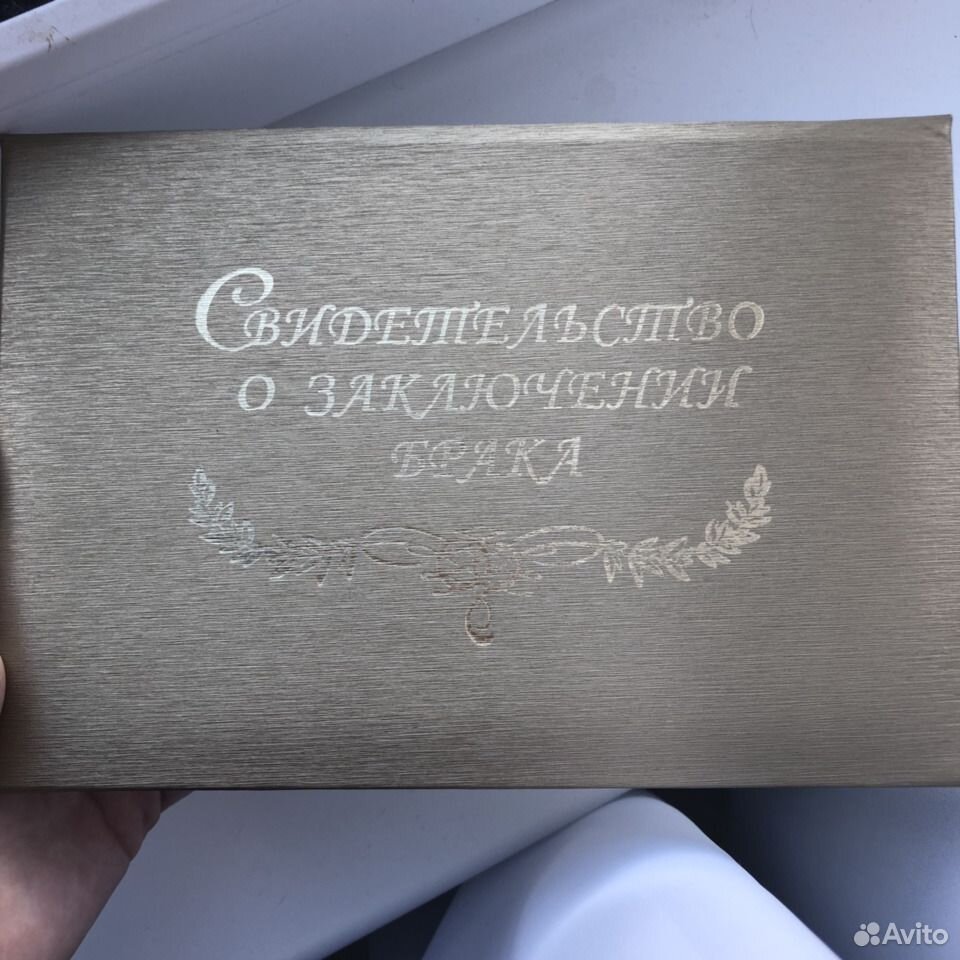 Свидетельство
о заключении
брака
Avito